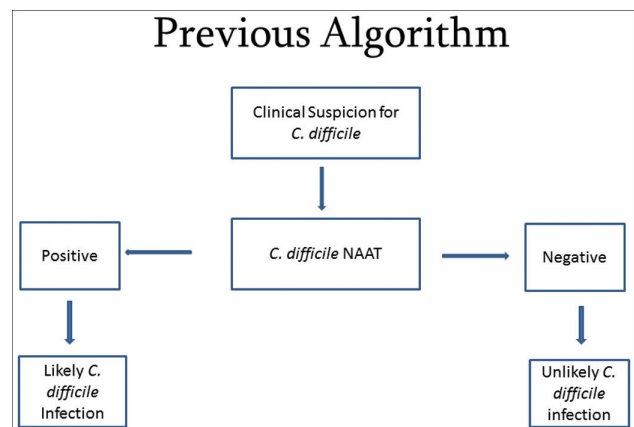 Previous Algorithm
Clinical Suspicion for
C. difficile
Positive
C. difficile NAAT
Negative
Likely C.
difficile
Infection
Unlikely C.
difficile
infection